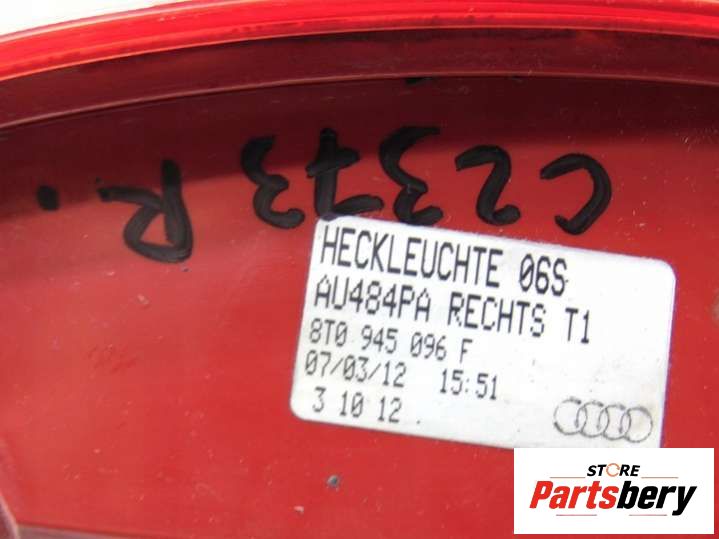 C2373 R.
HECKLEUCHTE 06S
AU484PA RECHTS T1
8T0 945 096 F
07/03/12 15:51
3 10 12
STORE
Partsbery